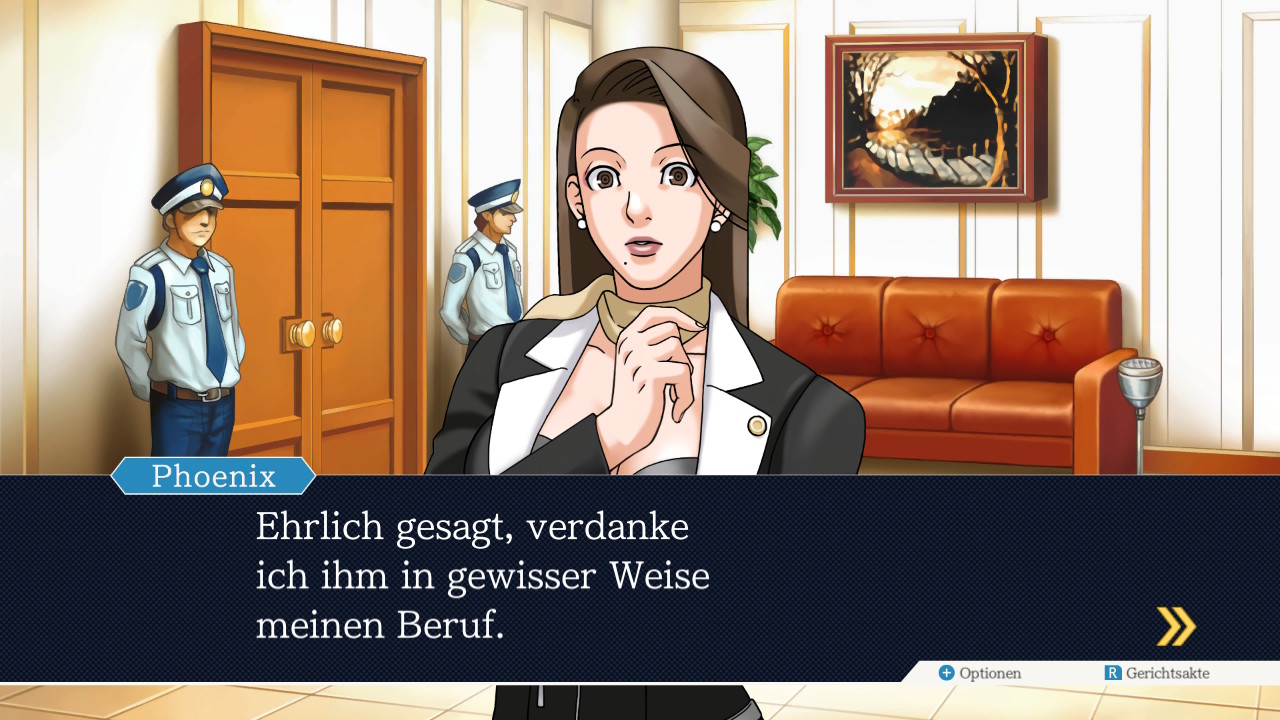 Phoenix
Ehrlich gesagt, verdanke
ich ihm in gewisser Weise
meinen Beruf.
+ Optionen
R Gerichtsakte